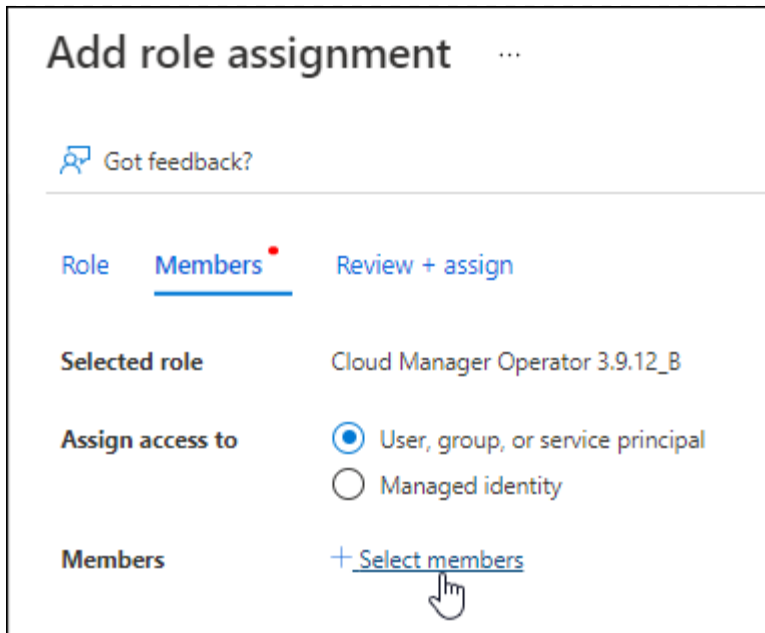 Add role assignment ...
Got feedback?
Role Members Review + assign
Selected role Cloud Manager Operator 3.9.12_B
Assign access to User, group, or service principal
Managed identity
Members + Select members